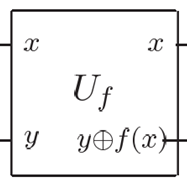 x x
U_f
y y⊕f(x)